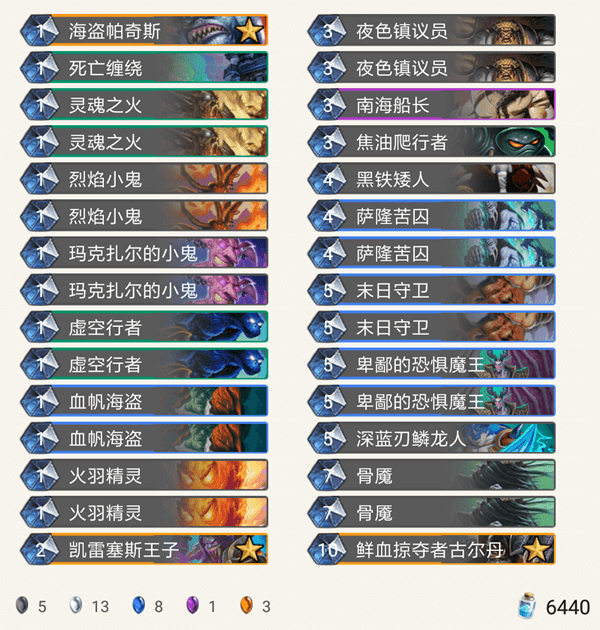 1 海盗帕奇斯
1 死亡缠绕
1 灵魂之火
1 灵魂之火
1 烈焰小鬼
1 烈焰小鬼
1 玛克扎尔的小鬼
1 玛克扎尔的小鬼
1 虚空行者
1 虚空行者
1 血帆海盗
1 血帆海盗
1 火羽精灵
1 火羽精灵
2 凯雷塞斯王子
3 夜色镇议员
3 夜色镇议员
3 南海船长
3 焦油爬行者
4 黑铁矮人
4 萨隆苦囚
4 萨隆苦囚
5 末日守卫
5 末日守卫
5 卑鄙的恐惧魔王
5 卑鄙的恐惧魔王
5 深蓝刃鳞龙人
7 骨魇
7 骨魇
10 鲜血掠夺者古尔丹
5 13 8 1 3 6440